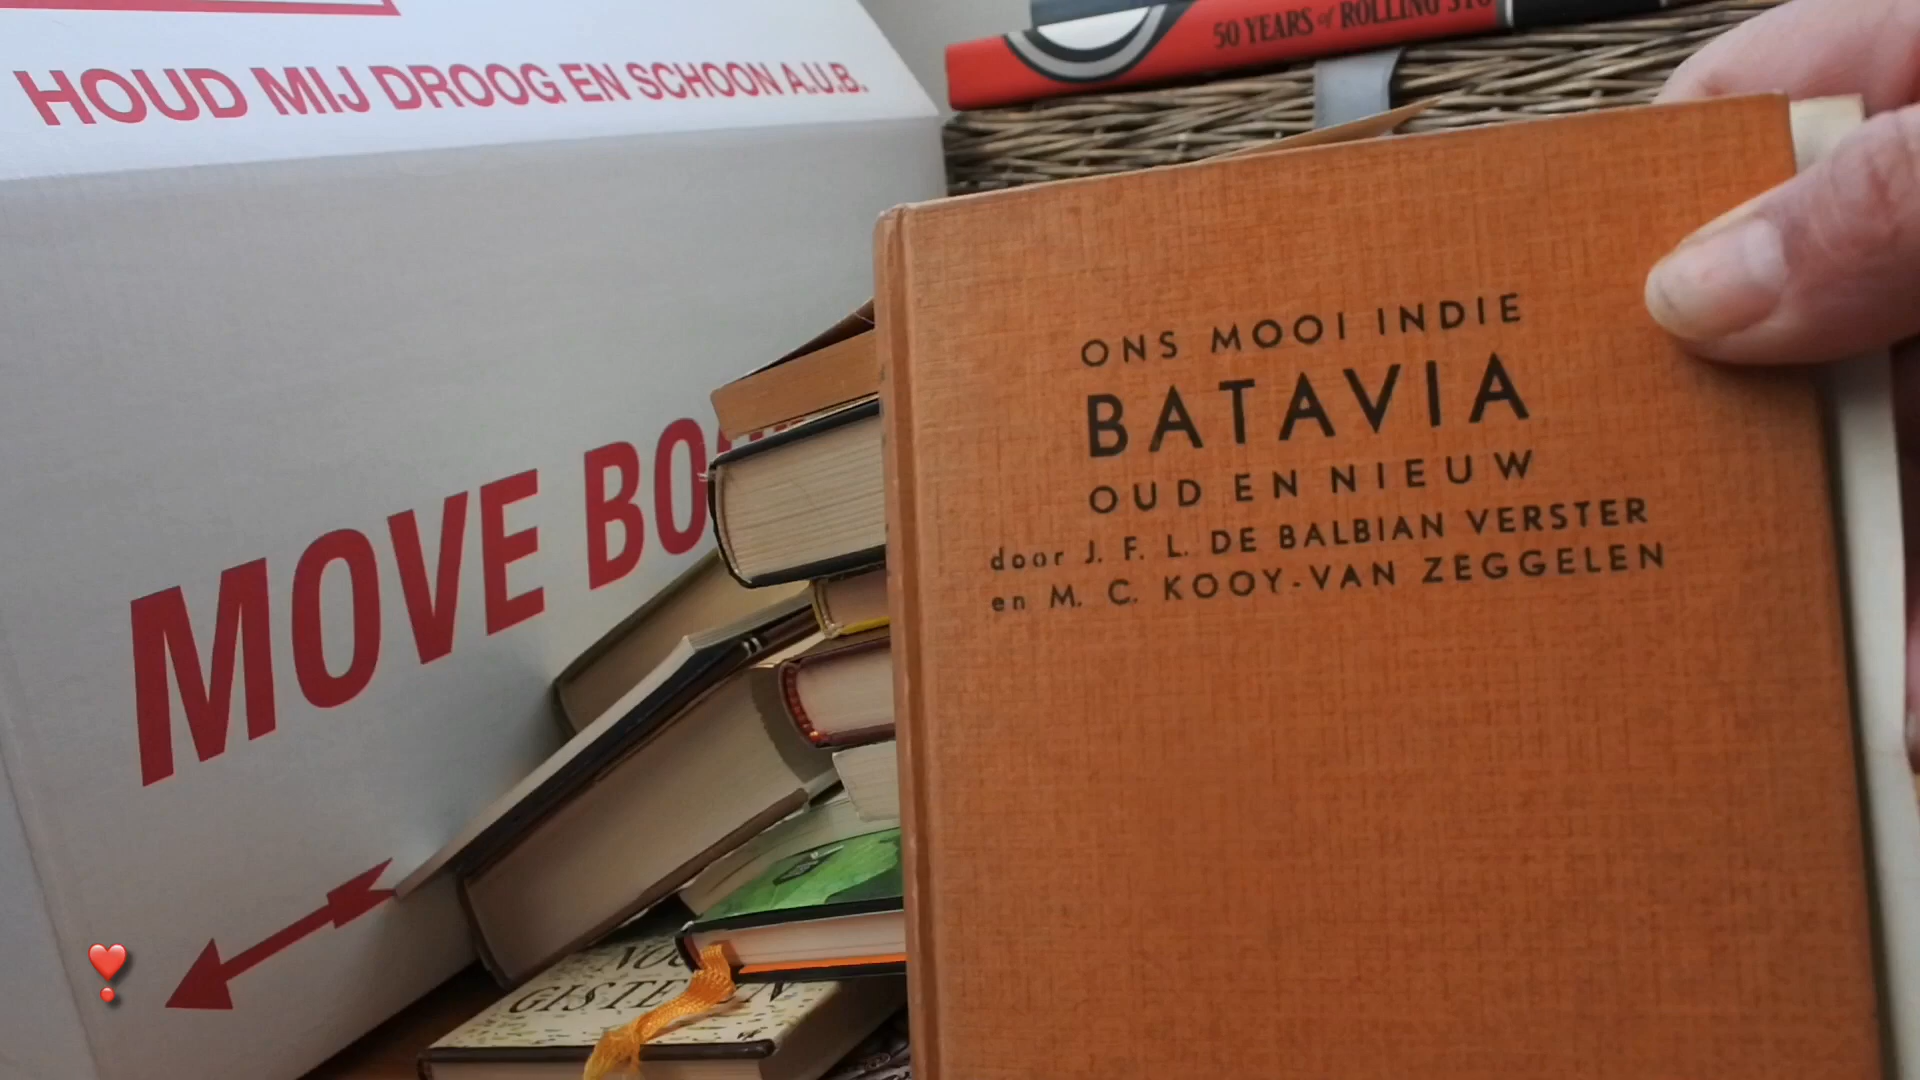 HOUD MIJ DROOG EN SCHOON A.U.B.
MOVE BO
50 YEARS of ROLLING STO
ONS MOOI INDIE
BATAVIA
OUD EN NIEUW
door J. F. L. DE BALBIAN VERSTER
en M. C. KOOY-VAN ZEGGELEN